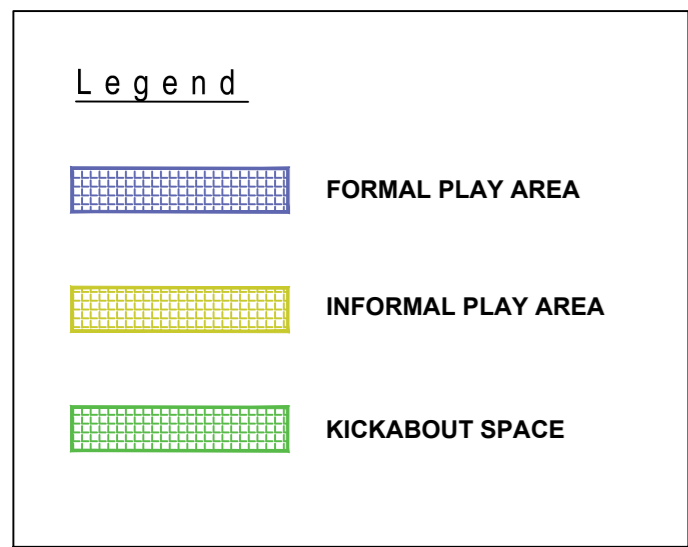 Legend
FORMAL PLAY AREA
INFORMAL PLAY AREA
KICKABOUT SPACE